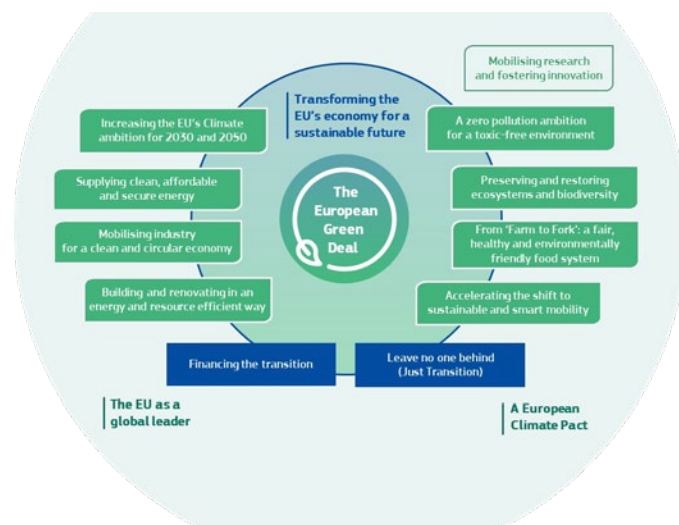 Mobilising research
and fostering innovation
Transforming the
EU's economy for a
sustainable future
Increasing the EU's Climate
ambition for 2030 and 2050
A zero pollution ambition
for a toxic-free environment
Supplying clean, affordable
and secure energy
Preserving and restoring
ecosystems and biodiversity
The
European
Green
Deal
Mobilising industry
for a clean and circular economy
From ‘Farm to Fork’: a fair,
healthy and environmentally
friendly food system
Building and renovating in an
energy and resource efficient way
Accelerating the shift to
sustainable and smart mobility
Financing the transition
Leave no one behind
(Just Transition)
The EU as a
global leader
A European
Climate Pact